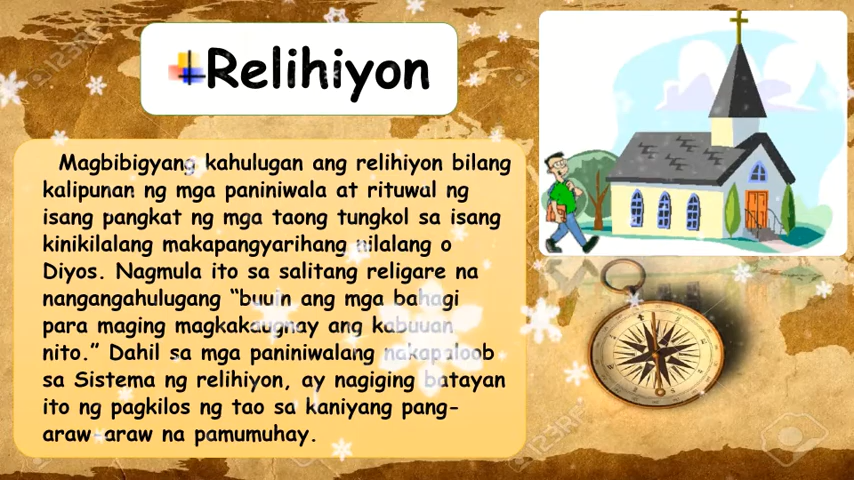 Relihiyon
Magbibigyang kahulugan ang relihiyon bilang
kalipunan ng mga paniniwala at rituwal ng
isang pangkat ng mga taong tungkol sa isang
kinikilalang makapangyarihang nilalang o
Diyos. Nagmula ito sa salitang religare na
nangangahulugang “buuin ang mga bahagi
para maging magkakaugnay ang kabuuan
nito.” Dahil sa mga paniniwalang nakapaloob
sa Sistema ng relihiyon, ay nagiging batayan
ito ng pagkilos ng tao sa kaniyang pang-
araw-araw na pamumuhay.